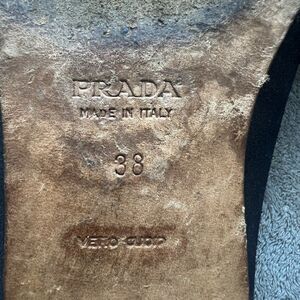 PRADA
MADE IN ITALY
38
VERO CUOIO